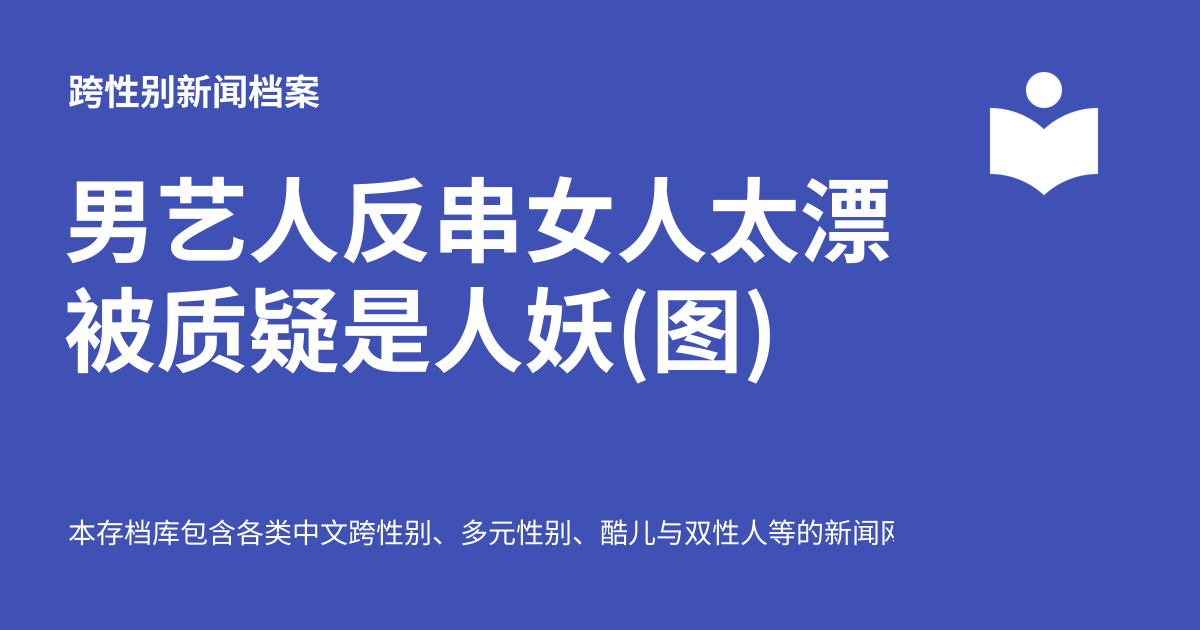 跨性别新闻档案
男艺人反串女人太漂
被质疑是人妖(图)
本存档库包含各类中文跨性别、多元性别、酷儿与双性人等的新闻